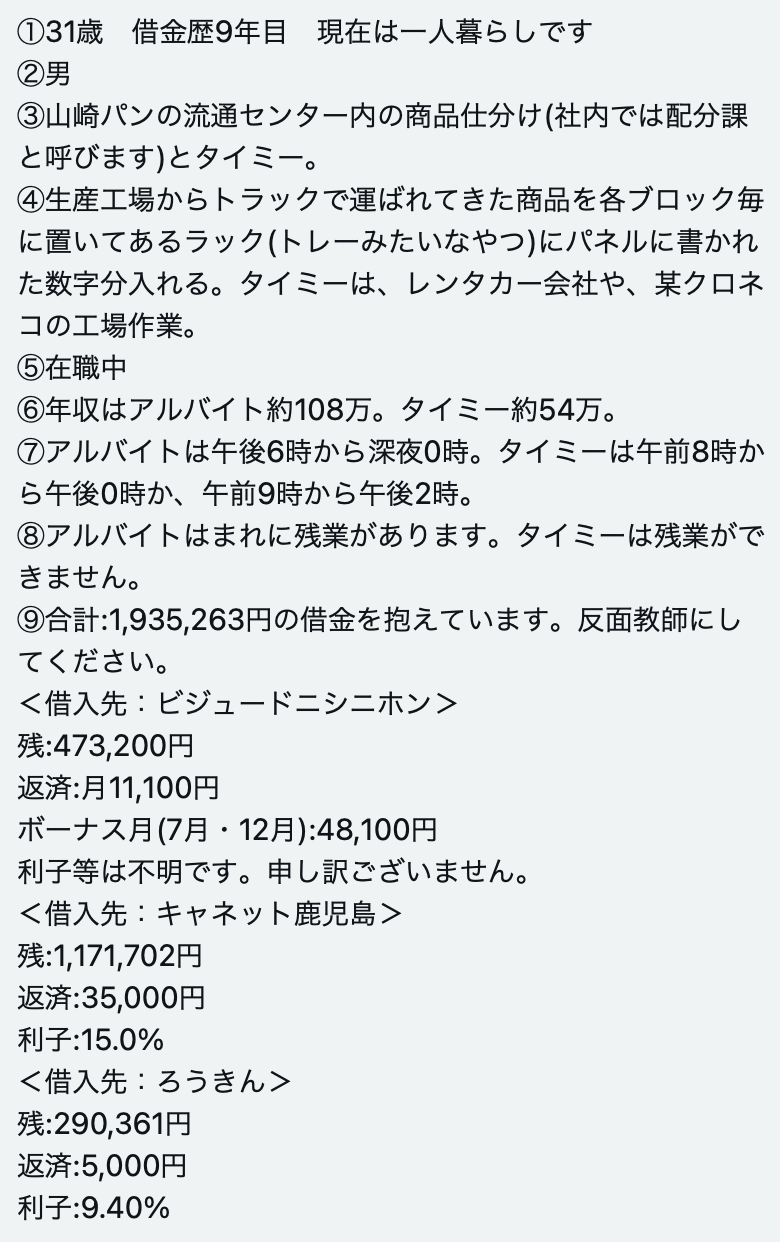 ①31歳　借金歴9年目　現在は一人暮らしです
②男
③山崎パンの流通センター内の商品仕分け(社内では配分課
と呼びます)とタイミー。
④生産工場からトラックで運ばれてきた商品を各ブロック毎
に置いてあるラック(トレーみたいなやつ)にパネルに書かれ
た数字分入れる。タイミーは、レンタカー会社や、某クロネ
コの工場作業。
⑤在職中
⑥年収はアルバイト約108万。タイミー約54万。
⑦アルバイトは午後6時から深夜0時。タイミーは午前8時か
ら午後0時か、午前9時から午後2時。
⑧アルバイトはまれに残業があります。タイミーは残業がで
きません。
⑨合計:1,935,263円の借金を抱えています。反面教師にし
てください。
＜借入先：ビジュードニシニホン＞
残:473,200円
返済:月11,100円
ボーナス月(7月・12月):48,100円
利子等は不明です。申し訳ございません。
＜借入先：キャネット鹿児島＞
残:1,171,702円
返済:35,000円
利子:15.0%
＜借入先：ろうきん＞
残:290,361円
返済:5,000円
利子:9.40%